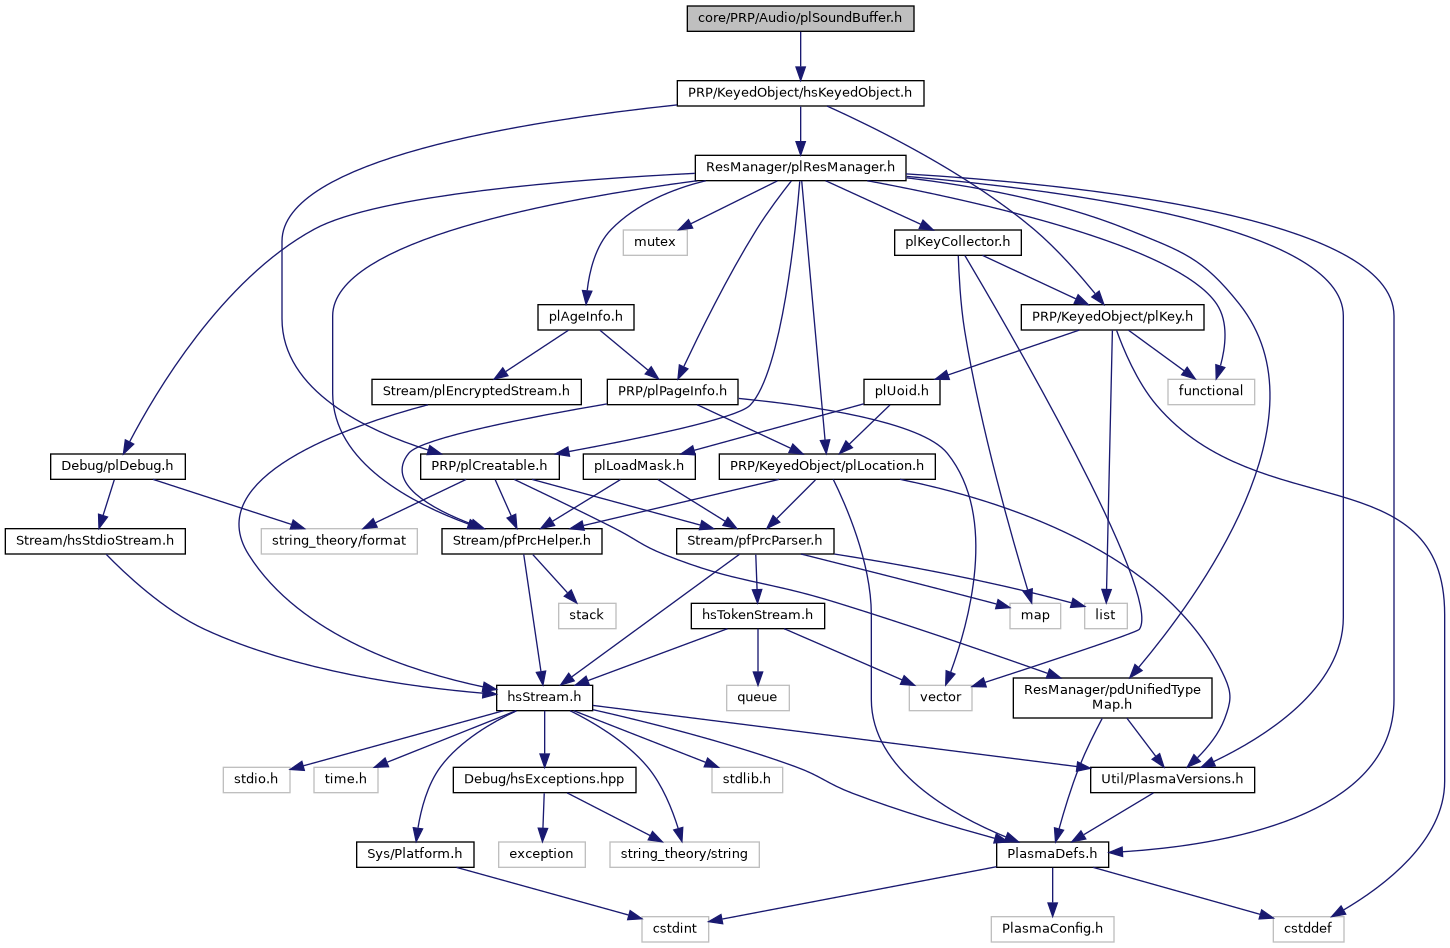 core/PRP/Audio/plSoundBuffer.h
PRP/KeyedObject/hsKeyedObject.h
ResManager/plResManager.h
mutex
plKeyCollector.h
plAgeInfo.h
PRP/KeyedObject/plKey.h
Stream/plEncryptedStream.h
PRP/plPageInfo.h
plUoid.h
functional
Debug/plDebug.h
PRP/plCreatable.h
plLoadMask.h
PRP/KeyedObject/plLocation.h
Stream/hsStdioStream.h
string_theory/format
Stream/pfPrcHelper.h
Stream/pfPrcParser.h
stack
hsTokenStream.h
map
list
hsStream.h
queue
vector
ResManager/pdUnifiedType
Map.h
stdio.h
time.h
Debug/hsExceptions.hpp
stdlib.h
Util/PlasmaVersions.h
Sys/Platform.h
exception
string_theory/string
PlasmaDefs.h
cstdint
PlasmaConfig.h
cstddef